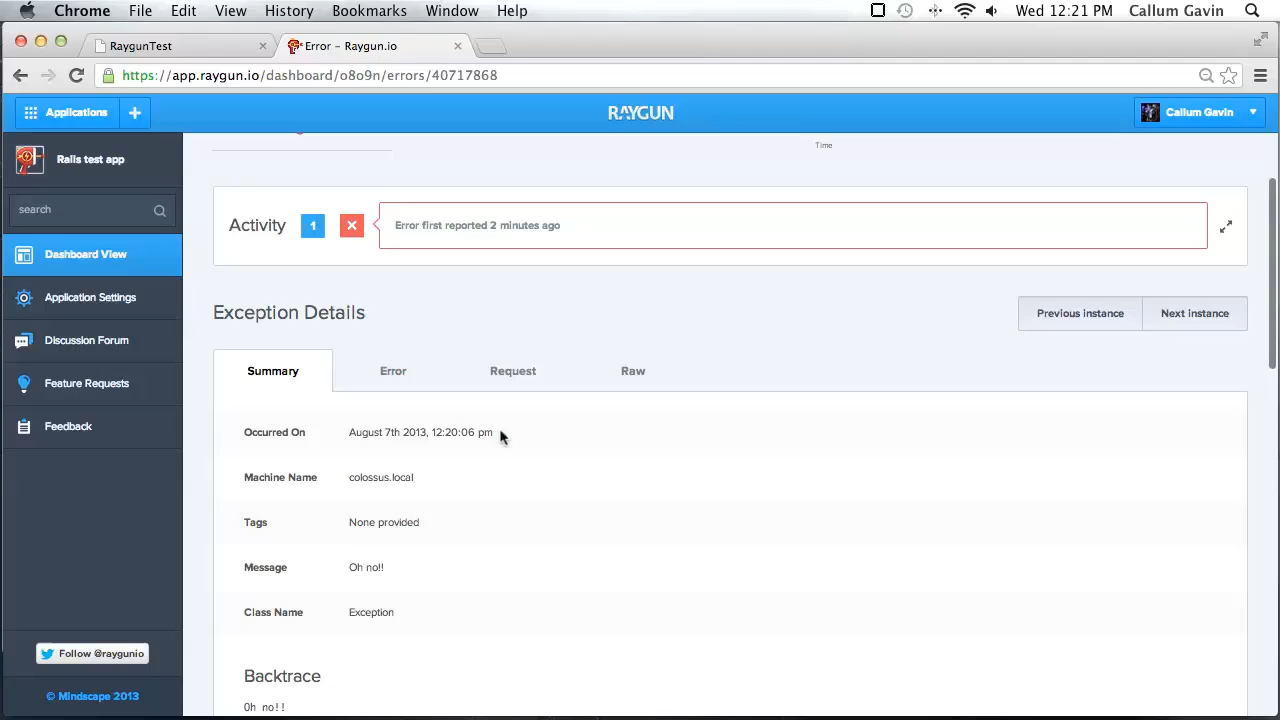 Chrome File Edit View History Bookmarks Window Help Wed 12:21 PM Callum Gavin
RaygunTest Error – Raygun.io
https://app.raygun.io/dashboard/o8o9n/errors/40717868
Applications + RAYGUN Callum Gavin
Rails test app
Time
search
Activity 1 Error first reported 2 minutes ago
Dashboard View
Application Settings
Exception Details Previous instance Next instance
Discussion Forum
Summary Error Request Raw
Feature Requests
Feedback
Occurred On August 7th 2013, 12:20:06 pm
Machine Name colossus.local
Tags None provided
Message Oh no!!
Class Name Exception
Follow @raygunio
Backtrace
© Mindscape 2013
Oh no!!